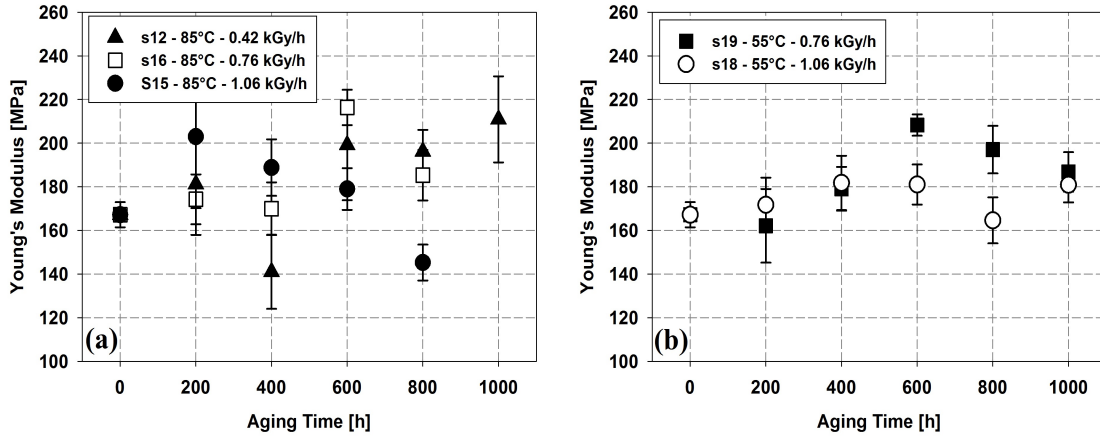 260
240
220
200
180
160
140
120
100
Young's Modulus [MPa]
s12 - 85°C - 0.42 kGy/h
s16 - 85°C - 0.76 kGy/h
S15 - 85°C - 1.06 kGy/h
(a)
0 200 400 600 800 1000
Aging Time [h]
260
240
220
200
180
160
140
120
100
Young's Modulus [MPa]
s19 - 55°C - 0.76 kGy/h
s18 - 55°C - 1.06 kGy/h
(b)
0 200 400 600 800 1000
Aging Time [h]